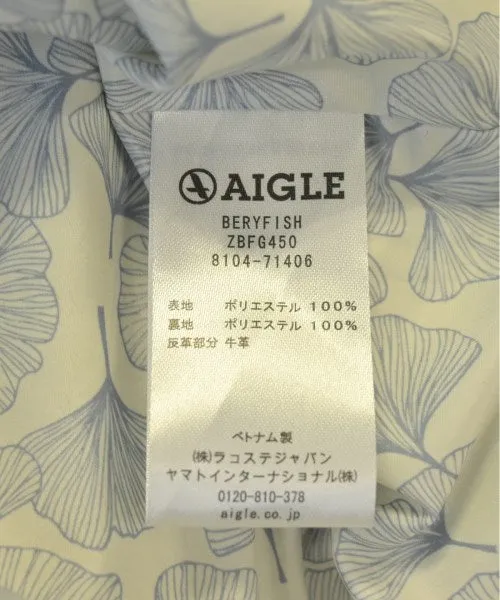 AIGLE
BERYFISH
ZBFG450
8104-71406
表地 ポリエステル 100%
裏地 ポリエステル 100%
反革部分 牛革
ベトナム製
(株)ラコステジャパン
ヤマトインターナショナル(株)
0120-810-378
aigle.co.jp